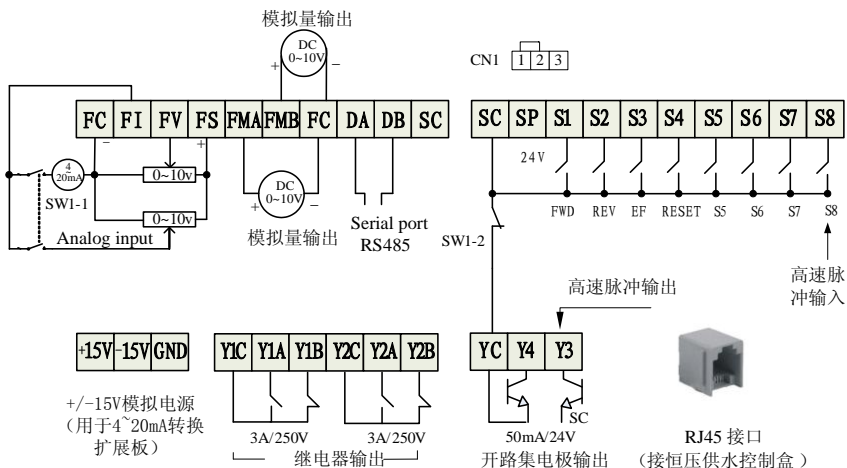 模拟量输出
DC
0~10V
+ −
CN1 1 2 3
FC FI FV FS FMA FMB FC DA DB SC
SC SP S1 S2 S3 S4 S5 S6 S7 S8
− +
24V
4
20mA
SW1-1
0~10v
0~10v
Analog input
DC
0~10V
+ −
模拟量输出
Serial port
RS485
FWD REV EF RESET S5 S6 S7 S8
SW1-2
高速脉
冲输入
高速脉冲输出
+15V -15V GND
Y1C Y1A Y1B Y2C Y2A Y2B
YC Y4 Y3
+/-15V模拟电源
（用于4~20mA转换
扩展板）
3A/250V 3A/250V
继电器输出
SC
50mA/24V
开路集电极输出
RJ45 接口
（接恒压供水控制盒）